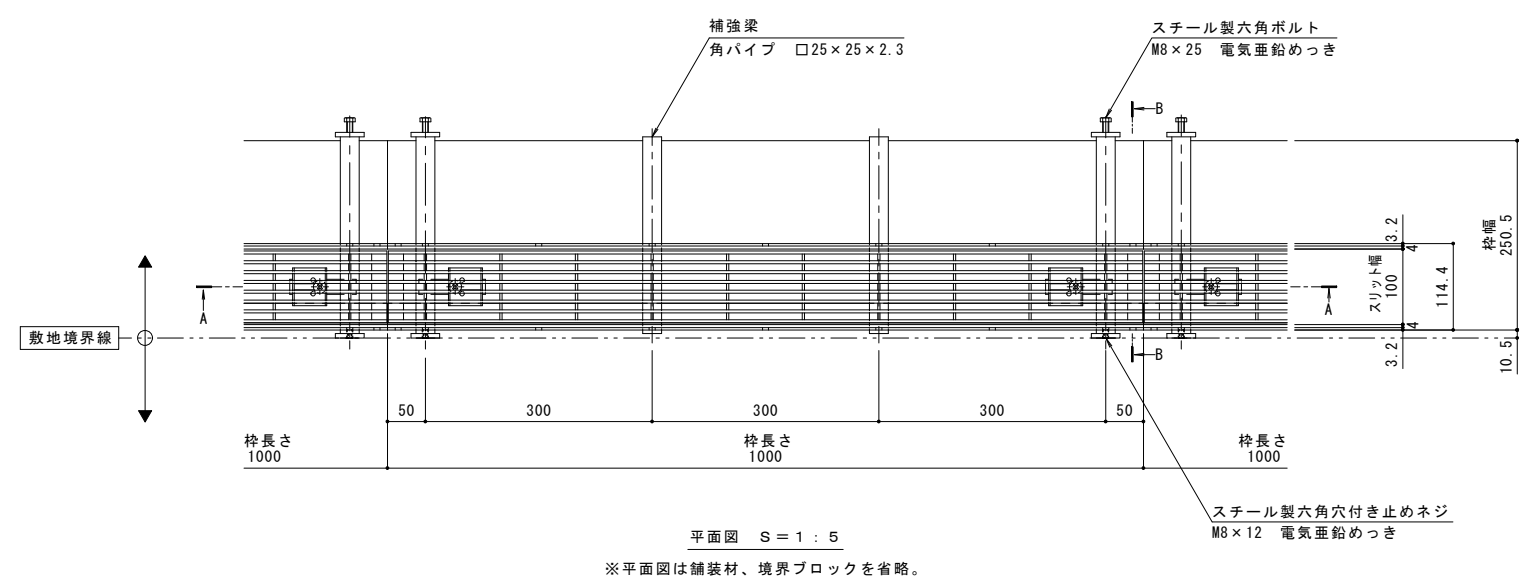 補強梁
角パイプ　□25×25×2.3
スチール製六角ボルト
M8×25　電気亜鉛めっき
B
A
A
B
敷地境界線
3.2
4
スリット幅
100
114.4
4
3.2
枠幅
250.5
10.5
50
300
300
300
50
枠長さ
1000
枠長さ
1000
枠長さ
1000
スチール製六角穴付き止めネジ
M8×12　電気亜鉛めっき
平面図　Ｓ＝１：５
※平面図は舗装材、境界ブロックを省略。